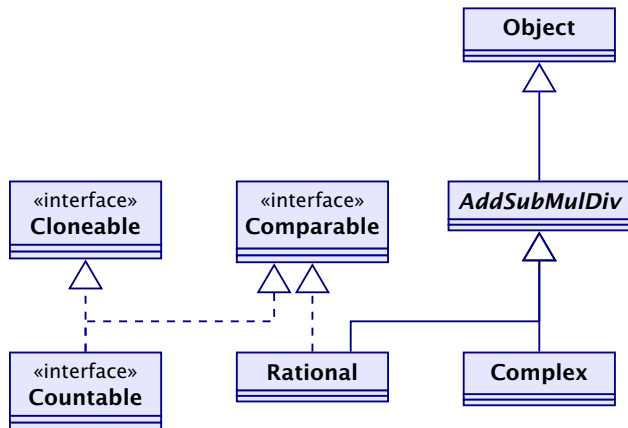 Object
«interface»
Cloneable
«interface»
Comparable
AddSubMulDiv
«interface»
Countable
Rational
Complex